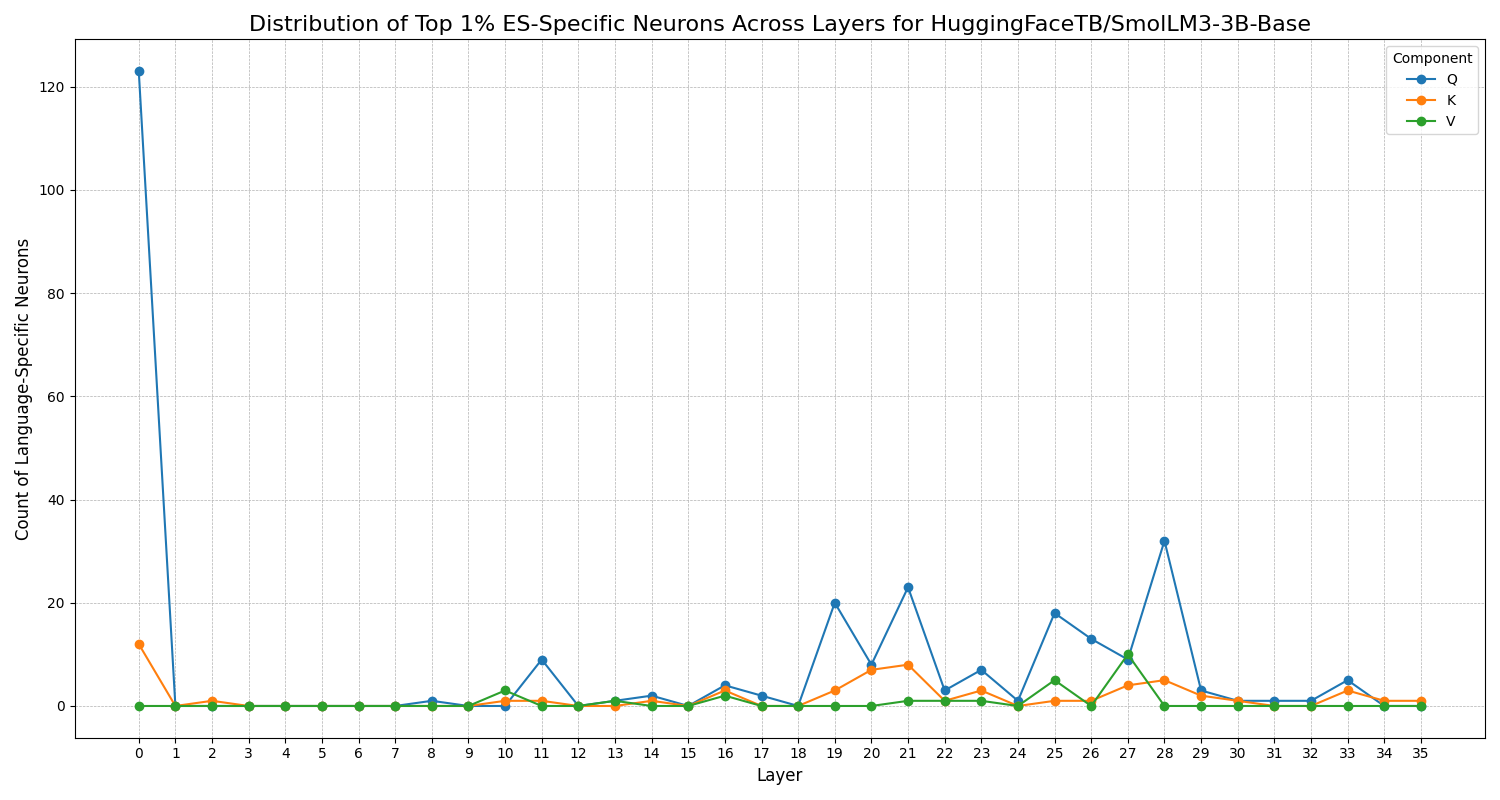 Distribution of Top 1% ES-Specific Neurons Across Layers for HuggingFaceTB/SmolLM3-3B-Base
Component
Q
K
V
Count of Language-Specific Neurons
120
100
80
60
40
20
0
0 1 2 3 4 5 6 7 8 9 10 11 12 13 14 15 16 17 18 19 20 21 22 23 24 25 26 27 28 29 30 31 32 33 34 35
Layer